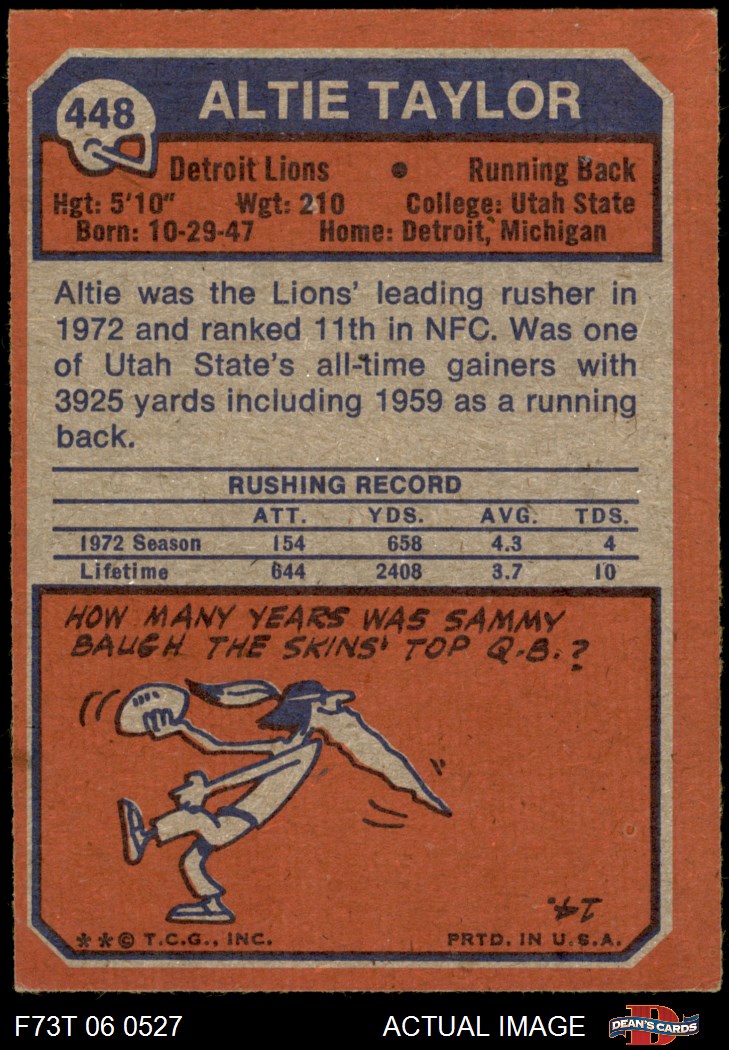 448
ALTIE TAYLOR
Detroit Lions • Running Back
Hgt: 5'10" Wgt: 210 College: Utah State
Born: 10-29-47 Home: Detroit, Michigan
Altie was the Lions' leading rusher in
1972 and ranked 11th in NFC. Was one
of Utah State's all-time gainers with
3925 yards including 1959 as a running
back.
RUSHING RECORD
ATT. YDS. AVG. TDS.
1972 Season 154 658 4.3 4
Lifetime 644 2408 3.7 10
HOW MANY YEARS WAS SAMMY
BAUGH THE SKINS' TOP Q.B.?
14.
**© T.C.G., INC. PRTD. IN U.S.A.
F73T 06 0527 ACTUAL IMAGE DEAN'S CARDS